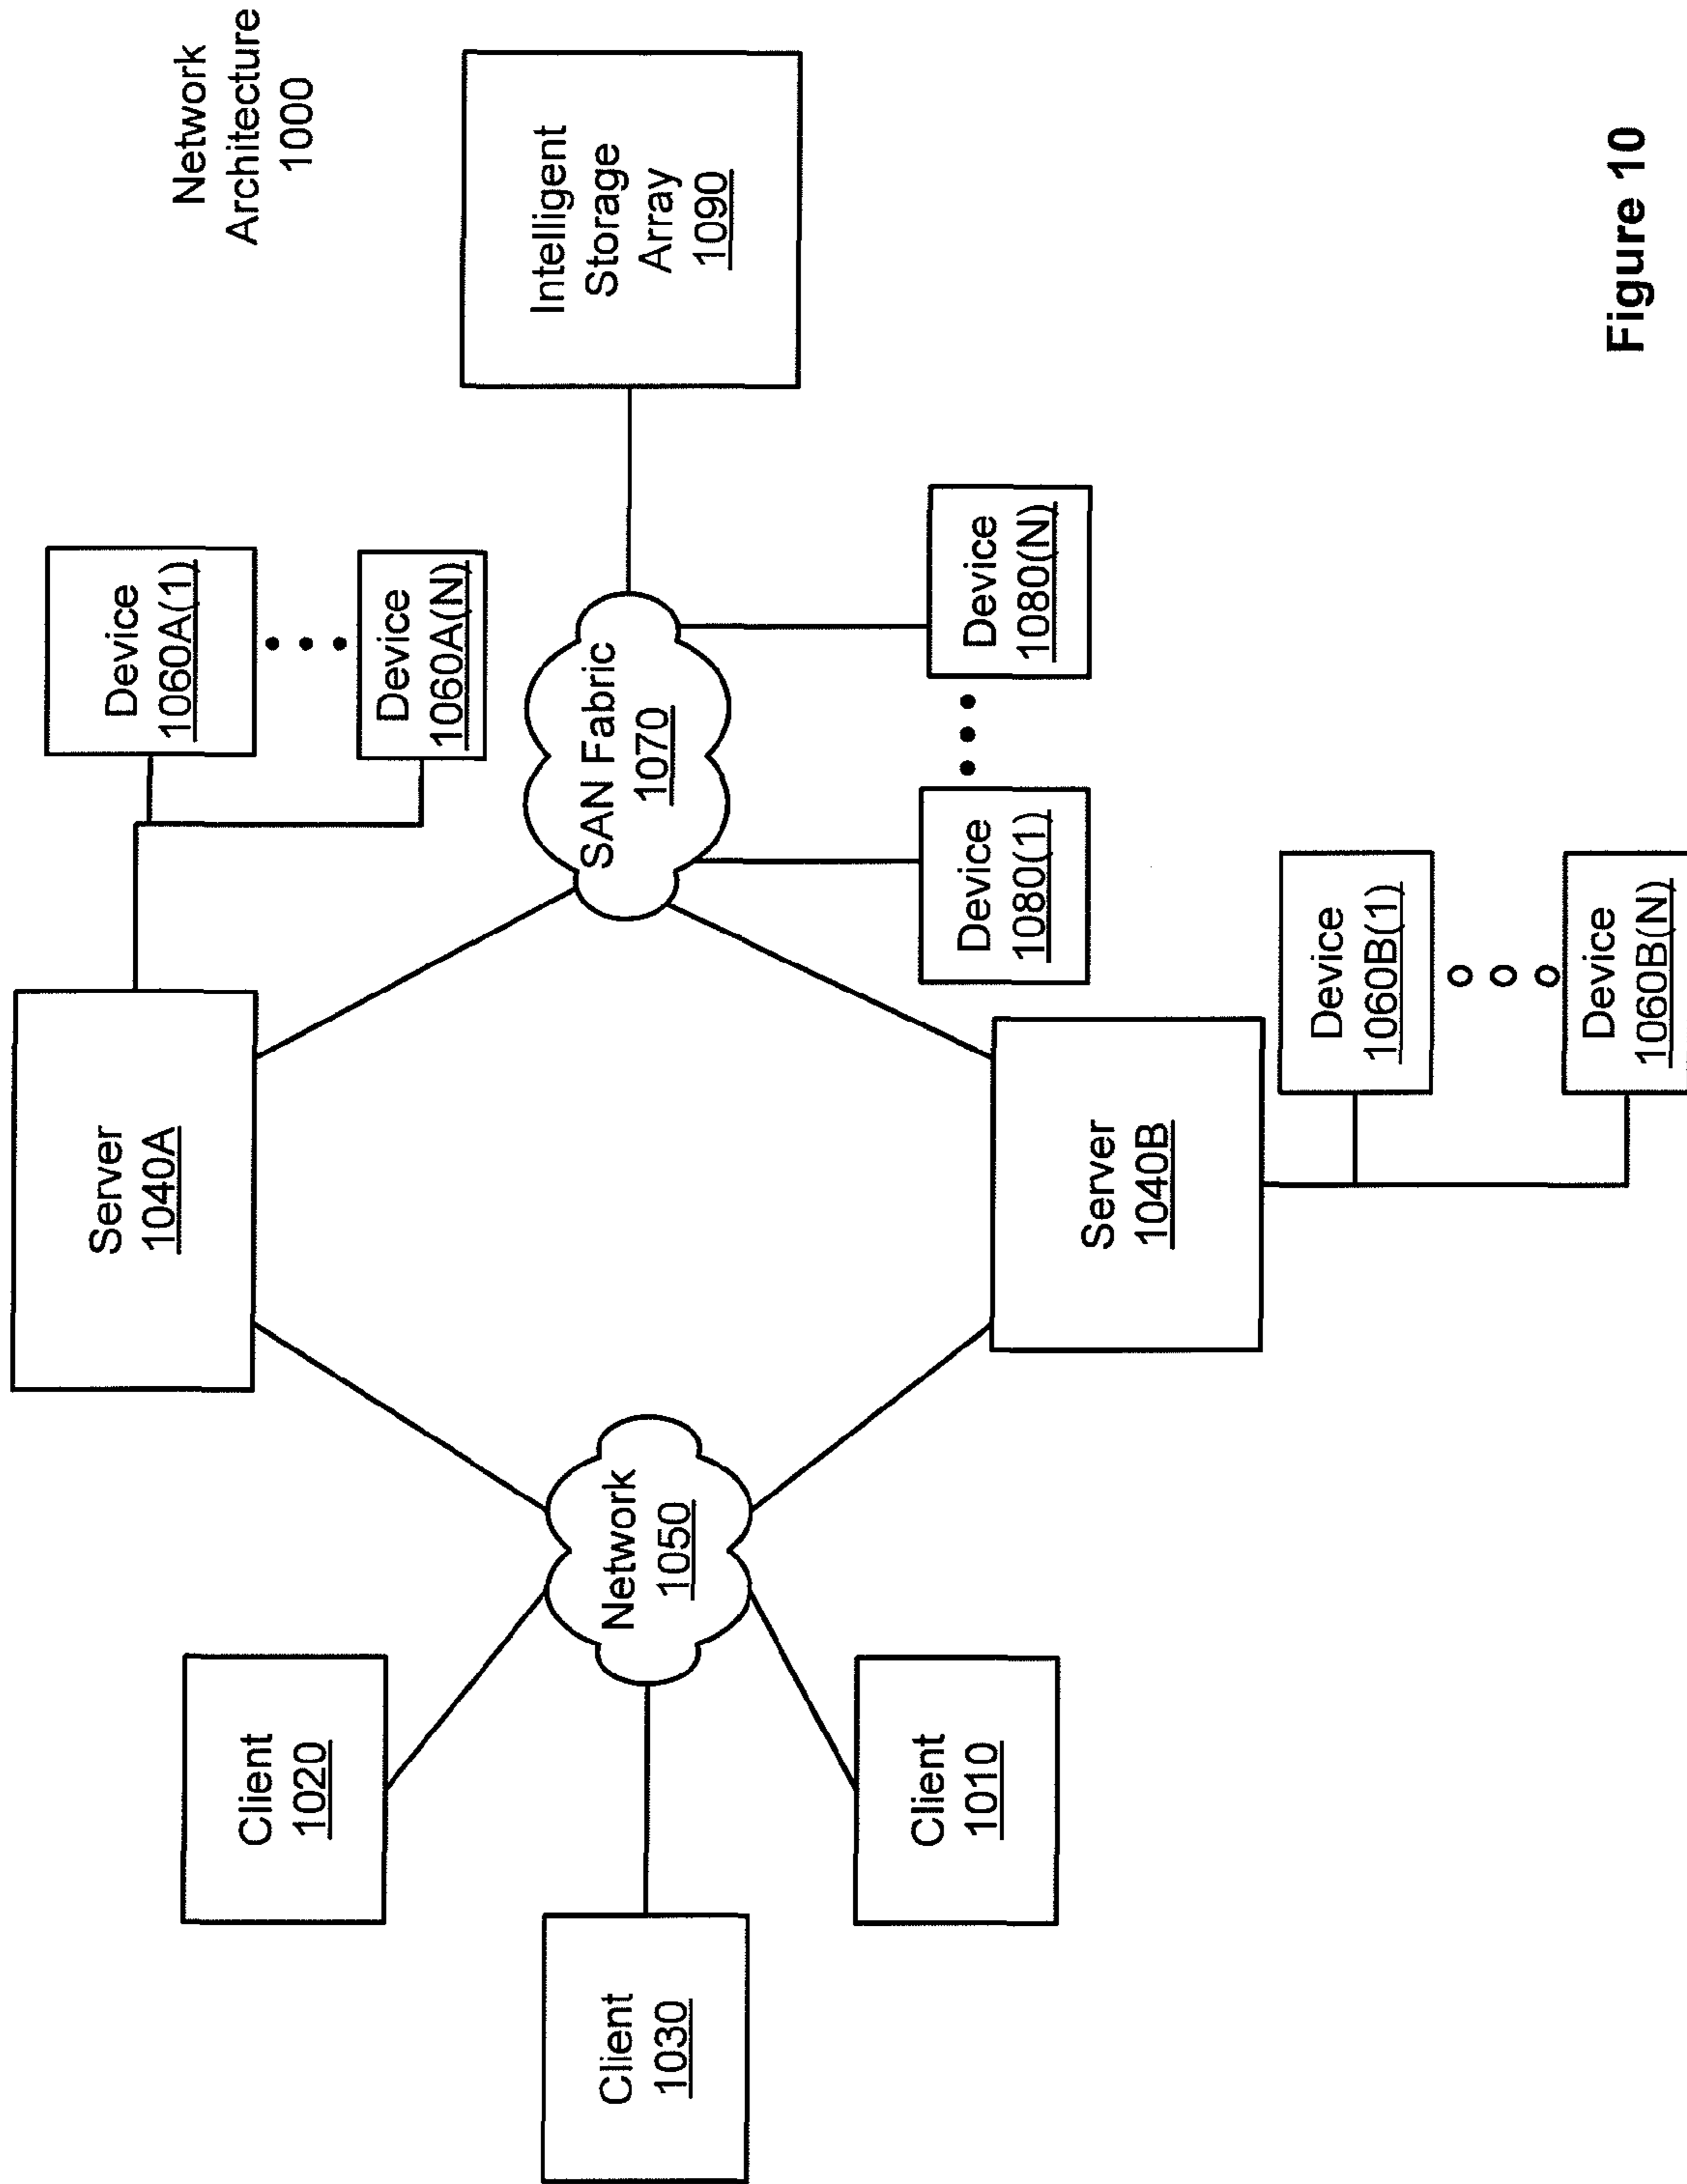 Network
Architecture
1000
Client
1020
Client
1030
Client
1010
Network
1050
Server
1040A
Server
1040B
Device
1060A(1)
Device
1060A(N)
SAN Fabric
1070
Intelligent
Storage
Array
1090
Device
1080(1)
Device
1080(N)
Device
1060B(1)
Device
1060B(N)
Figure 10